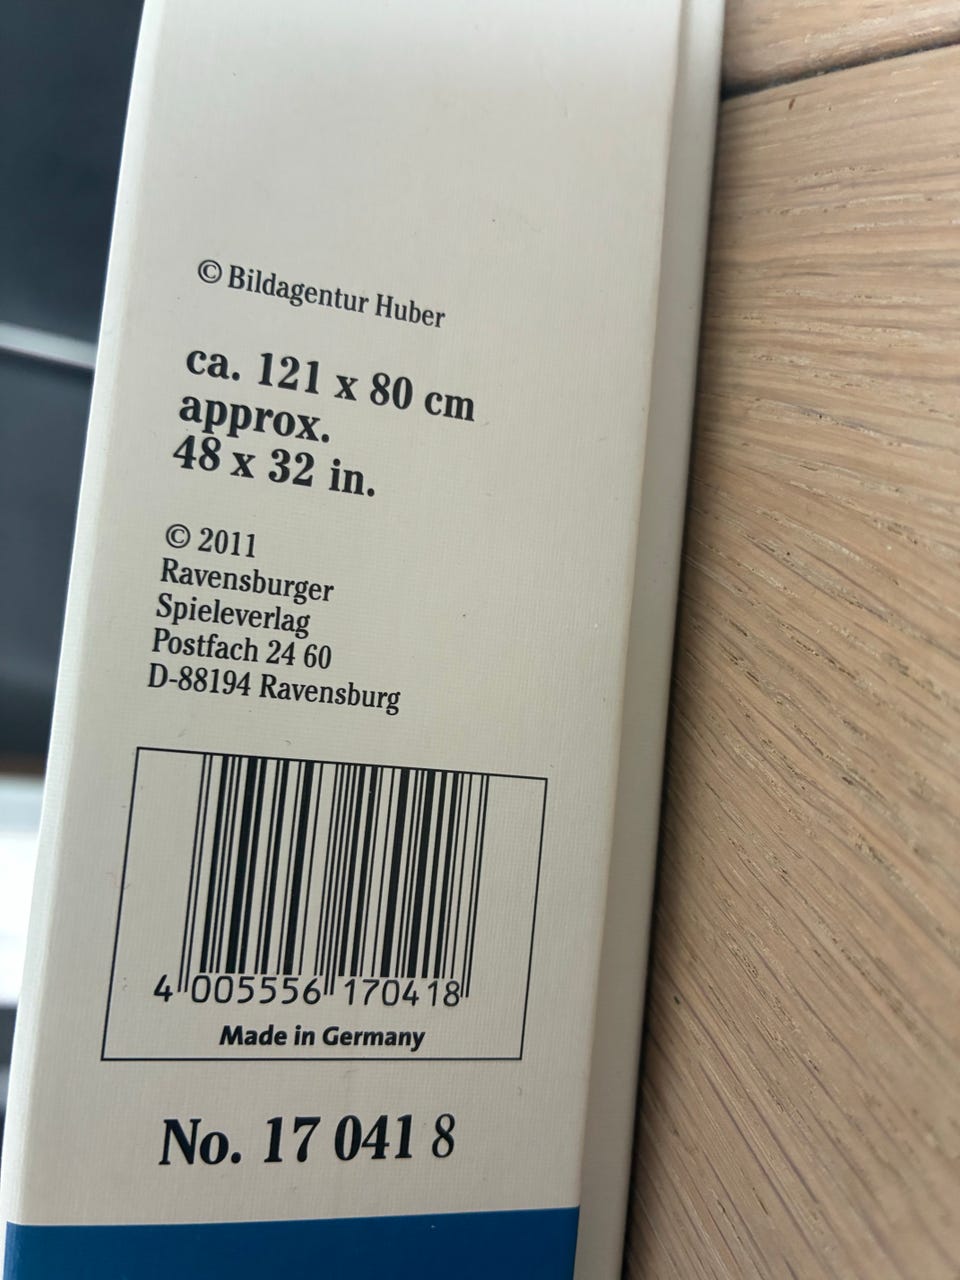 © Bildagentur Huber
ca. 121 x 80 cm
approx.
48 x 32 in.
© 2011
Ravensburger
Spieleverlag
Postfach 24 60
D-88194 Ravensburg
4 005556 170418
Made in Germany
No. 17 041 8